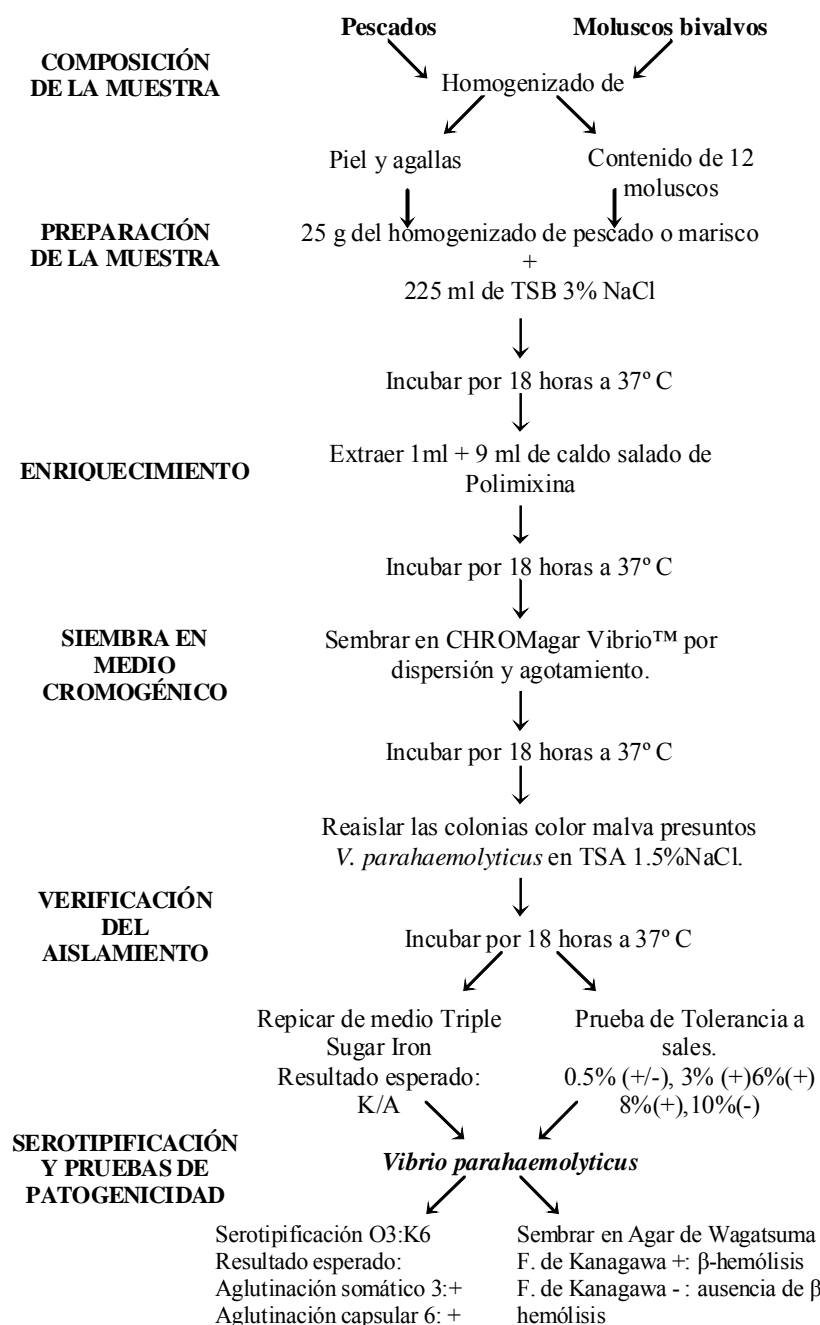 Pescados Moluscos bivalvos
COMPOSICIÓN
DE LA MUESTRA
Homogenizado de
Piel y agallas
Contenido de 12
moluscos
PREPARACIÓN
DE LA MUESTRA
25 g del homogenizado de pescado o marisco
+
225 ml de TSB 3% NaCl
Incubar por 18 horas a 37º C
ENRIQUECIMIENTO
Extraer 1ml + 9 ml de caldo salado de
Polimixina
Incubar por 18 horas a 37º C
SIEMBRA EN
MEDIO
CROMOGÉNICO
Sembrar en CHROMagar Vibrio™ por
dispersión y agotamiento.
Incubar por 18 horas a 37º C
Reaislar las colonias color malva presuntos
V. parahaemolyticus en TSA 1.5%NaCl.
VERIFICACIÓN
DEL
AISLAMIENTO
Incubar por 18 horas a 37º C
Repicar de medio Triple
Sugar Iron
Resultado esperado:
K/A
Prueba de Tolerancia a
sales.
0.5% (+/-), 3% (+)6%(+)
8%(+),10%(-)
SEROTIPIFICACIÓN
Y PRUEBAS DE
PATOGENICIDAD
Vibrio parahaemolyticus
Serotipificación O3:K6
Resultado esperado:
Aglutinación somático 3:+
Aglutinación capsular 6: +
Sembrar en Agar de Wagatsuma
F. de Kanagawa +: β-hemólisis
F. de Kanagawa - : ausencia de β
hemólisis